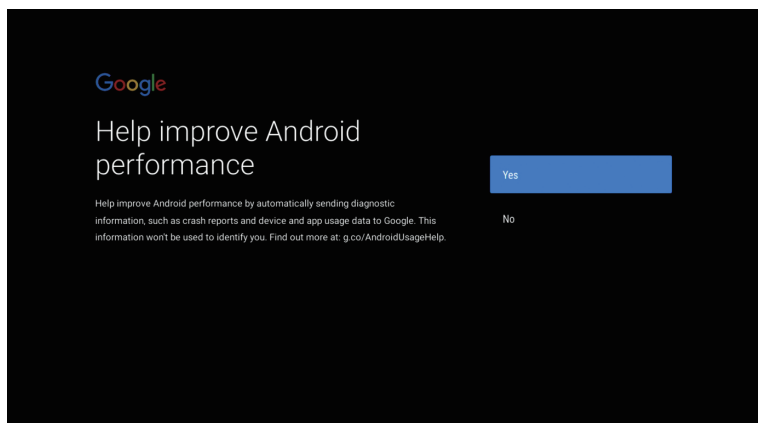 Google
Help improve Android
performance
Help improve Android performance by automatically sending diagnostic
information, such as crash reports and device and app usage data to Google. This
information won't be used to identify you. Find out more at: g.co/AndroidUsageHelp.
Yes
No